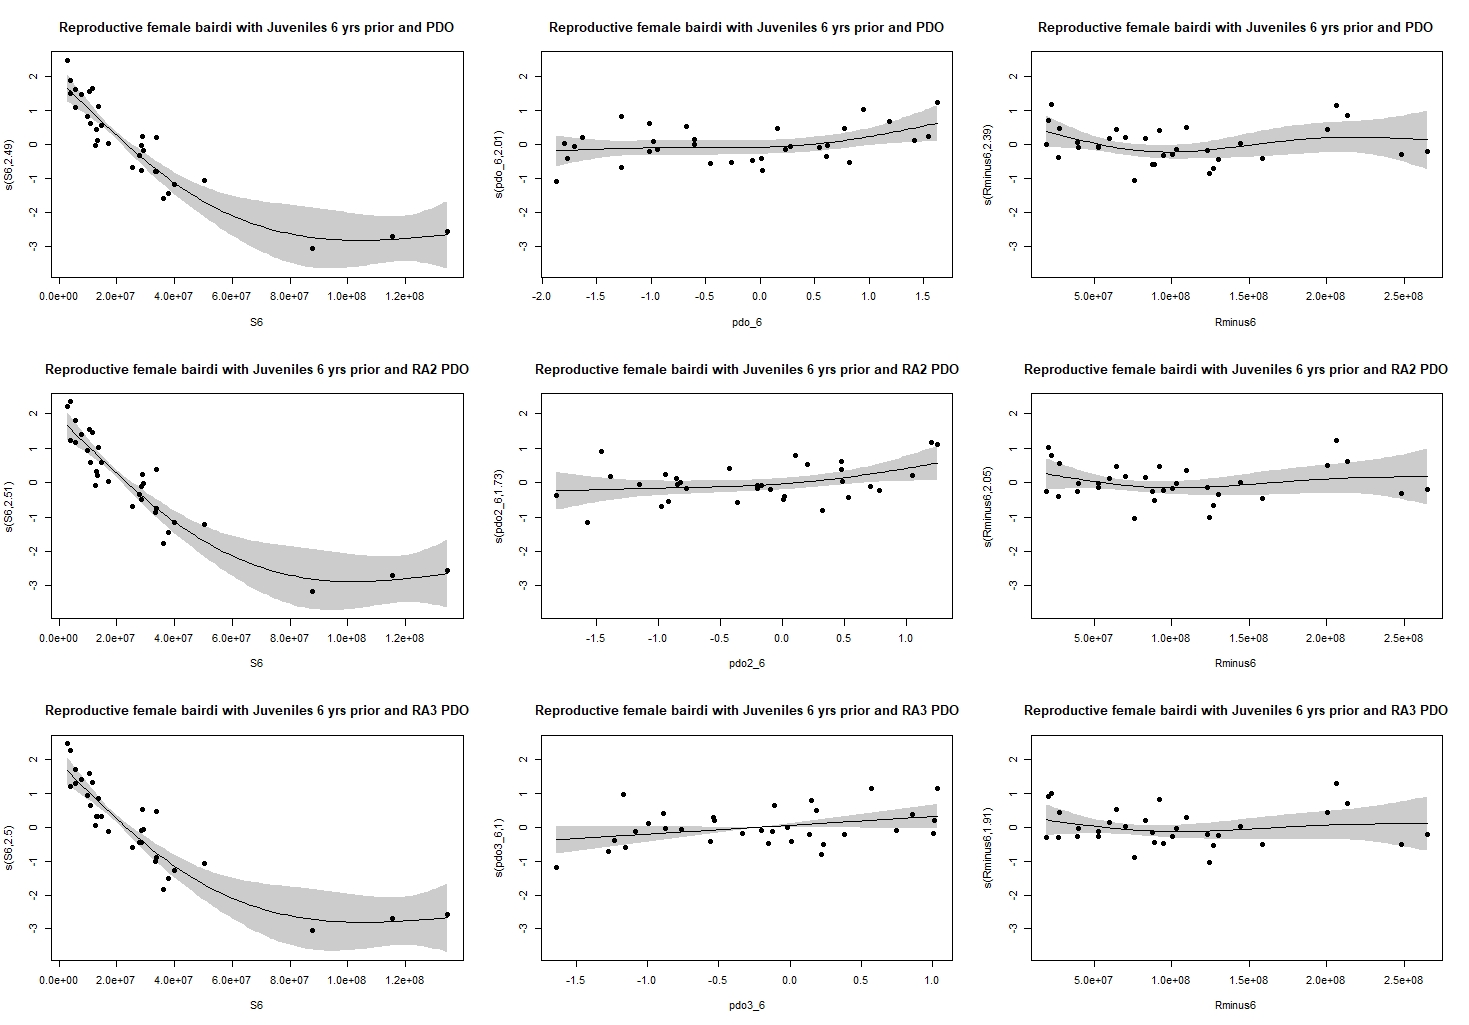 Reproductive female bairdi with Juveniles 6 yrs prior and PDO
s(S6,2.49)
2
1
0
-1
-2
-3
0.0e+00 2.0e+07 4.0e+07 6.0e+07 8.0e+07 1.0e+08 1.2e+08
S6
Reproductive female bairdi with Juveniles 6 yrs prior and PDO
s(pdo_6,2.01)
2
1
0
-1
-2
-3
-2.0 -1.5 -1.0 -0.5 0.0 0.5 1.0 1.5
pdo_6
Reproductive female bairdi with Juveniles 6 yrs prior and PDO
s(Rminus6,2.39)
2
1
0
-1
-2
-3
5.0e+07 1.0e+08 1.5e+08 2.0e+08 2.5e+08
Rminus6
Reproductive female bairdi with Juveniles 6 yrs prior and RA2 PDO
s(S6,2.51)
2
1
0
-1
-2
-3
0.0e+00 2.0e+07 4.0e+07 6.0e+07 8.0e+07 1.0e+08 1.2e+08
S6
Reproductive female bairdi with Juveniles 6 yrs prior and RA2 PDO
s(pdo2_6,1.73)
2
1
0
-1
-2
-3
-1.5 -1.0 -0.5 0.0 0.5 1.0
pdo2_6
Reproductive female bairdi with Juveniles 6 yrs prior and RA2 PDO
s(Rminus6,2.05)
2
1
0
-1
-2
-3
5.0e+07 1.0e+08 1.5e+08 2.0e+08 2.5e+08
Rminus6
Reproductive female bairdi with Juveniles 6 yrs prior and RA3 PDO
s(S6,2.5)
2
1
0
-1
-2
-3
0.0e+00 2.0e+07 4.0e+07 6.0e+07 8.0e+07 1.0e+08 1.2e+08
S6
Reproductive female bairdi with Juveniles 6 yrs prior and RA3 PDO
s(pdo3_6,1)
2
1
0
-1
-2
-3
-1.5 -1.0 -0.5 0.0 0.5 1.0
pdo3_6
Reproductive female bairdi with Juveniles 6 yrs prior and RA3 PDO
s(Rminus6,1.91)
2
1
0
-1
-2
-3
5.0e+07 1.0e+08 1.5e+08 2.0e+08 2.5e+08
Rminus6